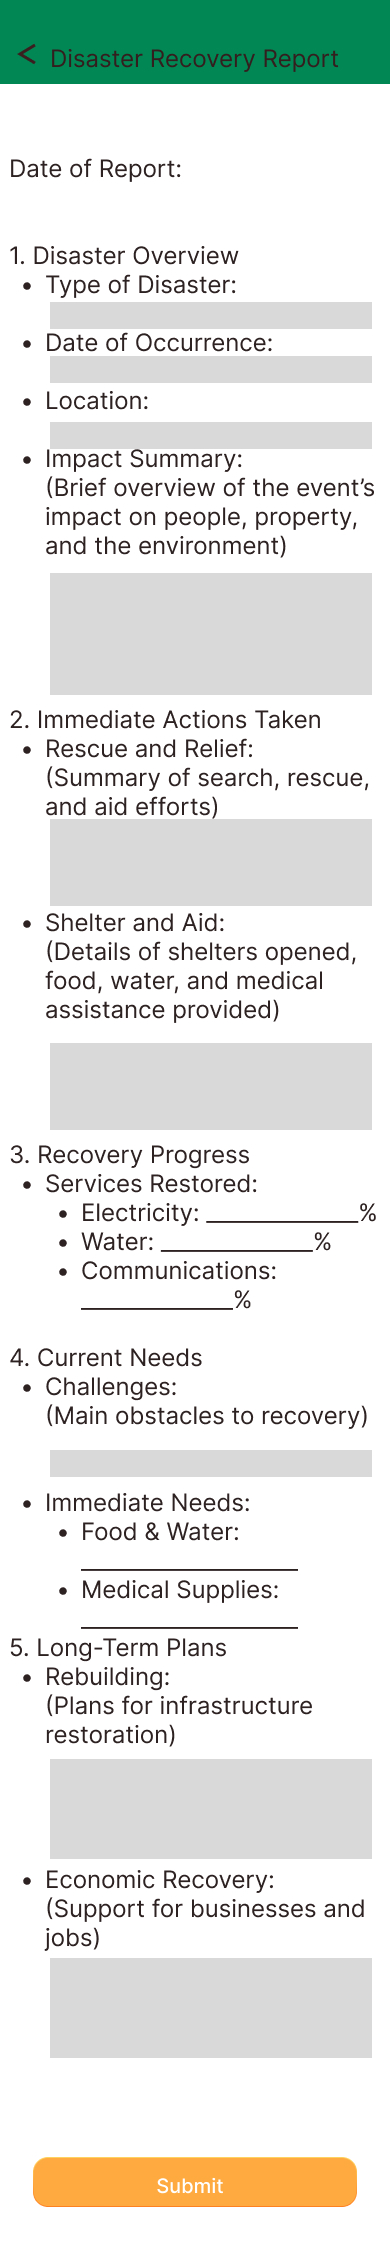 < Disaster Recovery Report
Date of Report:
1. Disaster Overview
• Type of Disaster:
• Date of Occurrence:
• Location:
• Impact Summary:
(Brief overview of the event’s
impact on people, property,
and the environment)
2. Immediate Actions Taken
• Rescue and Relief:
(Summary of search, rescue,
and aid efforts)
• Shelter and Aid:
(Details of shelters opened,
food, water, and medical
assistance provided)
3. Recovery Progress
• Services Restored:
• Electricity: ______________%
• Water: ______________%
• Communications:
______________%
4. Current Needs
• Challenges:
(Main obstacles to recovery)
• Immediate Needs:
• Food & Water:
____________________
• Medical Supplies:
____________________
5. Long-Term Plans
• Rebuilding:
(Plans for infrastructure
restoration)
• Economic Recovery:
(Support for businesses and
jobs)
Submit